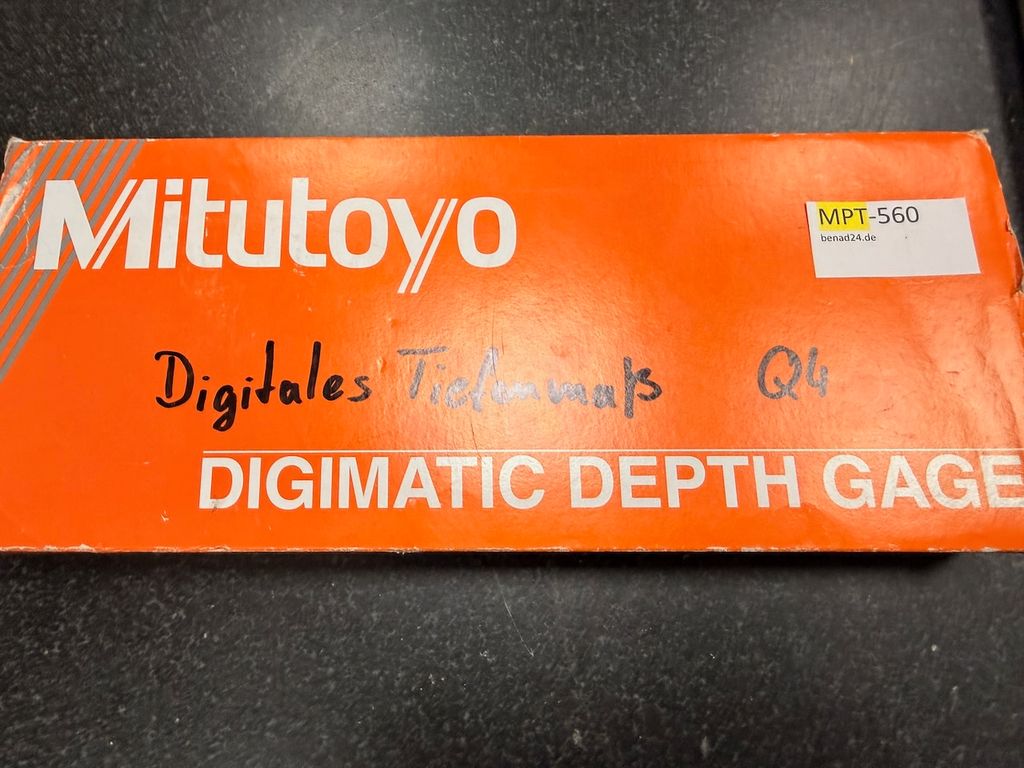 Mitutoyo
MPT-560
benad24.de
Digitales Tiefenmaß Q4
DIGIMATIC DEPTH GAGE